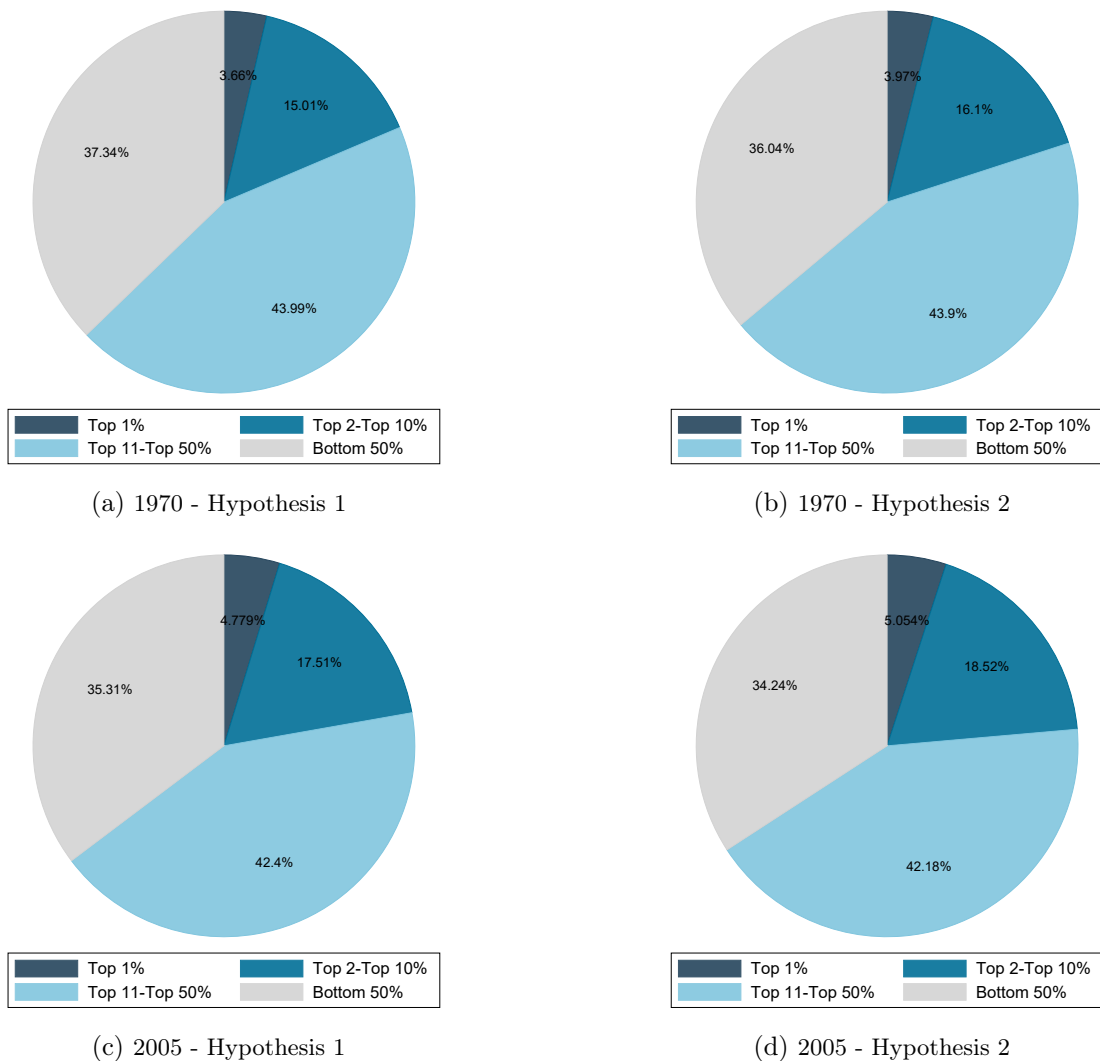 3.66%
15.01%
37.34%
43.99%
Top 1% Top 2-Top 10%
Top 11-Top 50% Bottom 50%
(a) 1970 - Hypothesis 1
3.97%
16.1%
36.04%
43.9%
Top 1% Top 2-Top 10%
Top 11-Top 50% Bottom 50%
(b) 1970 - Hypothesis 2
4.779%
17.51%
35.31%
42.4%
Top 1% Top 2-Top 10%
Top 11-Top 50% Bottom 50%
(c) 2005 - Hypothesis 1
5.054%
18.52%
34.24%
42.18%
Top 1% Top 2-Top 10%
Top 11-Top 50% Bottom 50%
(d) 2005 - Hypothesis 2